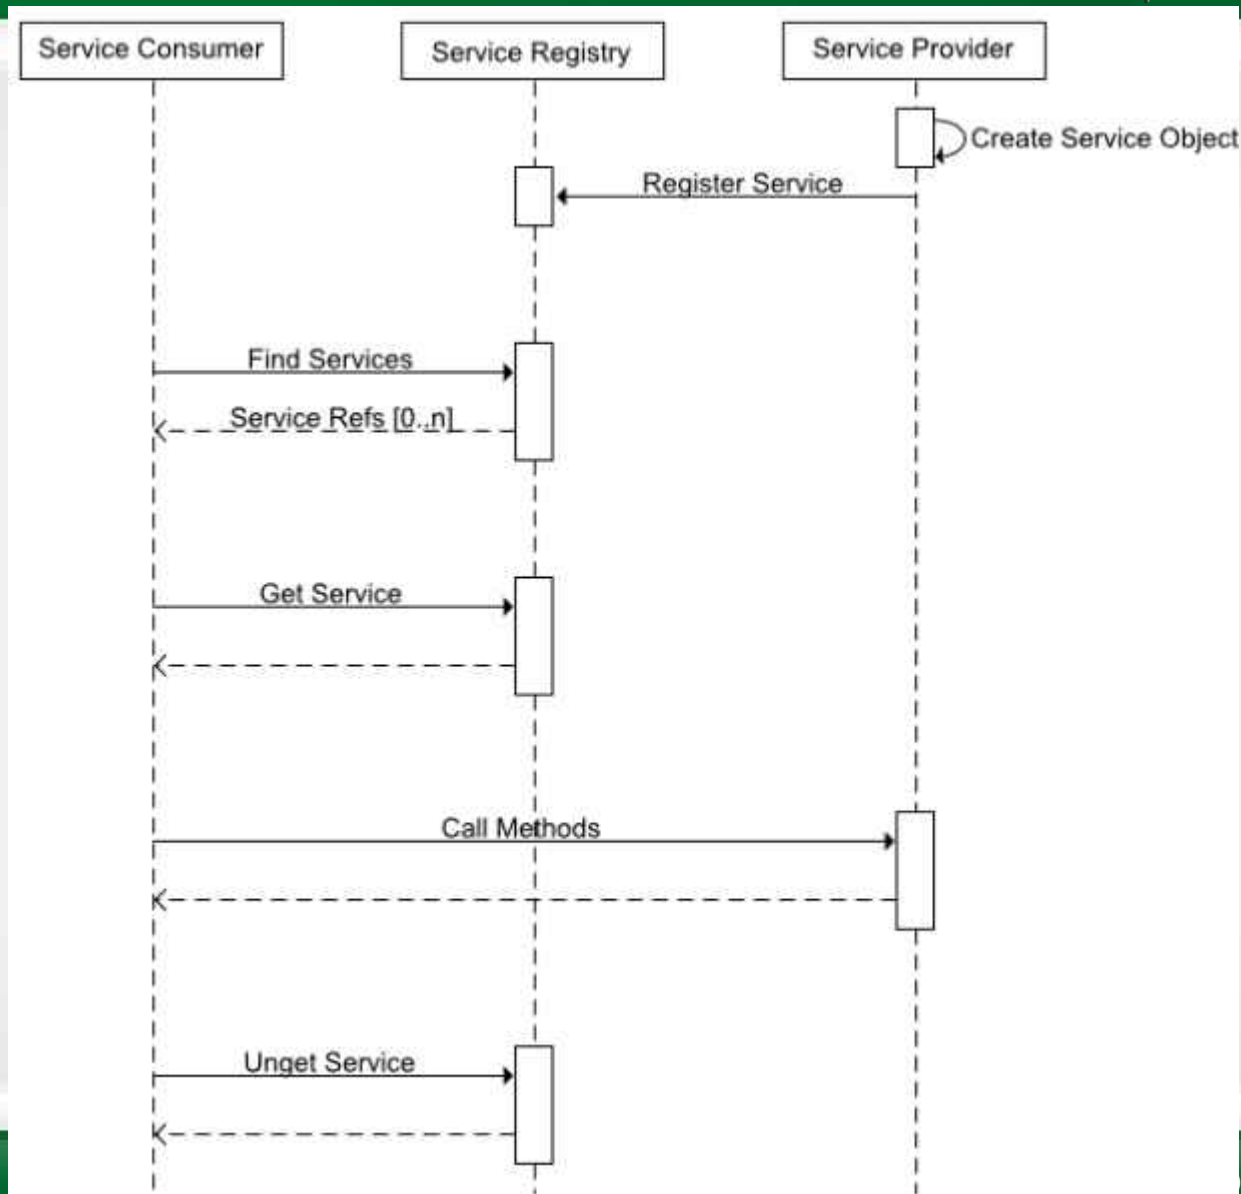 Service Consumer
Service Registry
Service Provider
Create Service Object
Register Service
Find Services
Service Refs [0..n]
Get Service
Call Methods
Unget Service